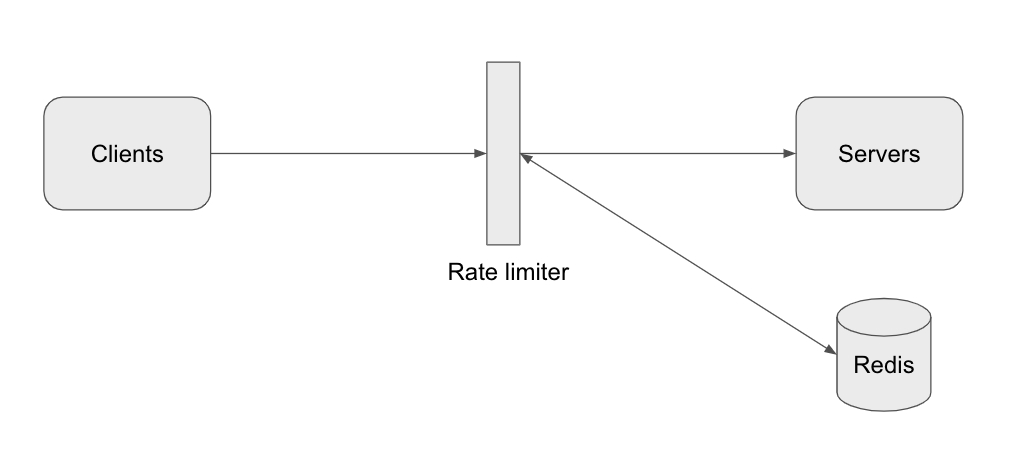 Clients
Servers
Rate limiter
Redis